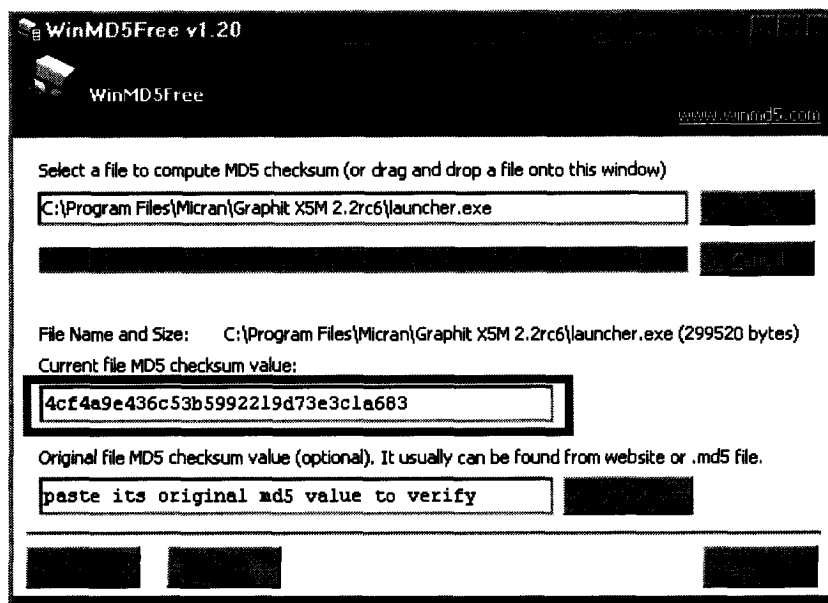 WinMD5Free v1.20
WinMD5Free
www.winmd5.com
Select a file to compute MD5 checksum (or drag and drop a file onto this window)
C:\Program Files\Micran\Graphit X5M 2.2rc6\launcher.exe
Cancel
File Name and Size: C:\Program Files\Micran\Graphit X5M 2.2rc6\launcher.exe (299520 bytes)
Current file MD5 checksum value:
4cf4a9e436c53b5992219d73e3c1a683
Original file MD5 checksum value (optional). It usually can be found from website or .md5 file.
paste its original md5 value to verify